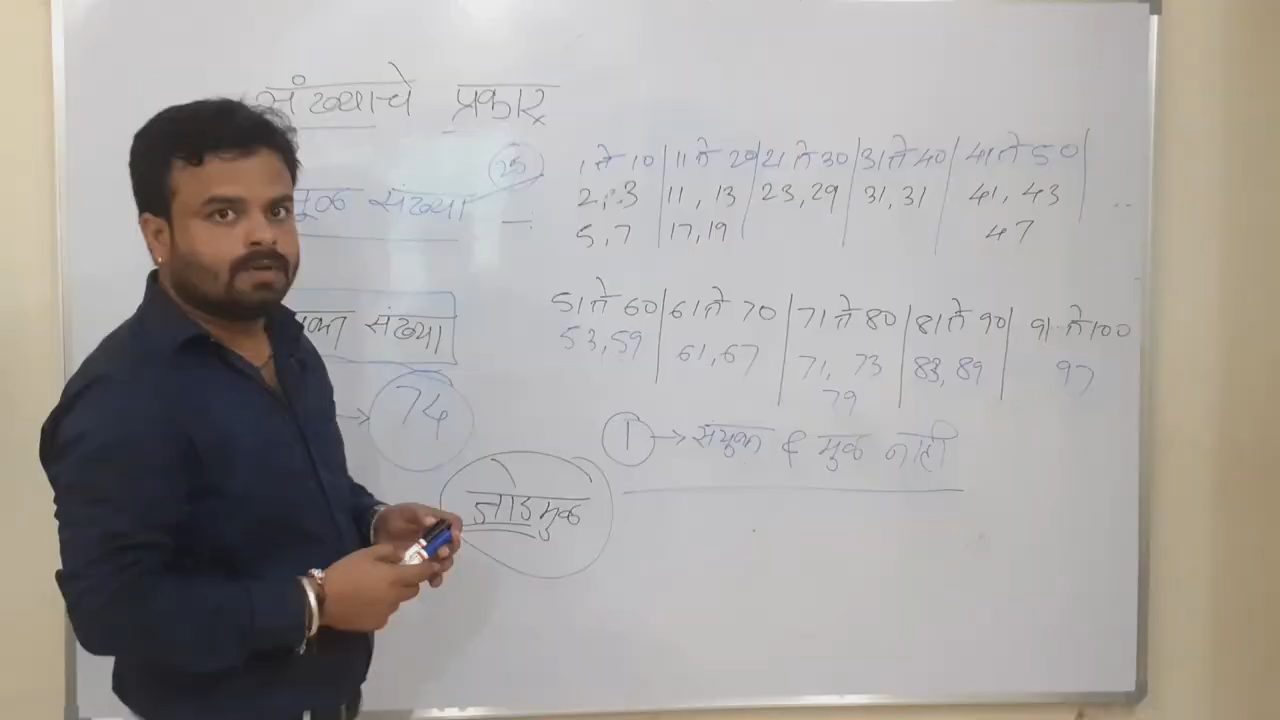 संख्याचे प्रकार
25
मूळ संख्या —:
1 ते 10 | 11 ते 20 | 21 ते 30 | 31 ते 40 | 41 ते 50 |
2, 3 | 11, 13 | 23, 29 | 31, 31 | 41, 43 ..
5, 7 | 17, 19 | 47
51 ते 60 | 61 ते 70 | 71 ते 80 | 81 ते 90 | 91 ते 100
53, 59 | 61, 67 | 71, 73 | 83, 89 | 97
79
संख्या
→ 74
1 → संयुक्त & मुळ नाही
जोडमुळ